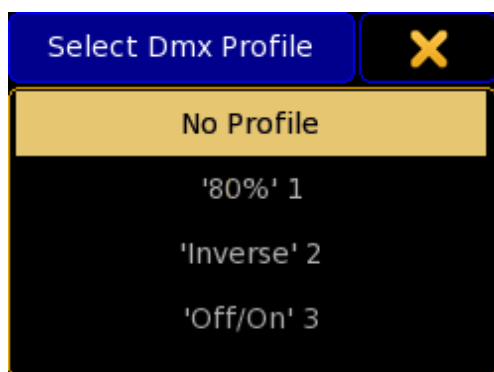 Select Dmx Profile
No Profile
'80%' 1
'Inverse' 2
'Off/On' 3